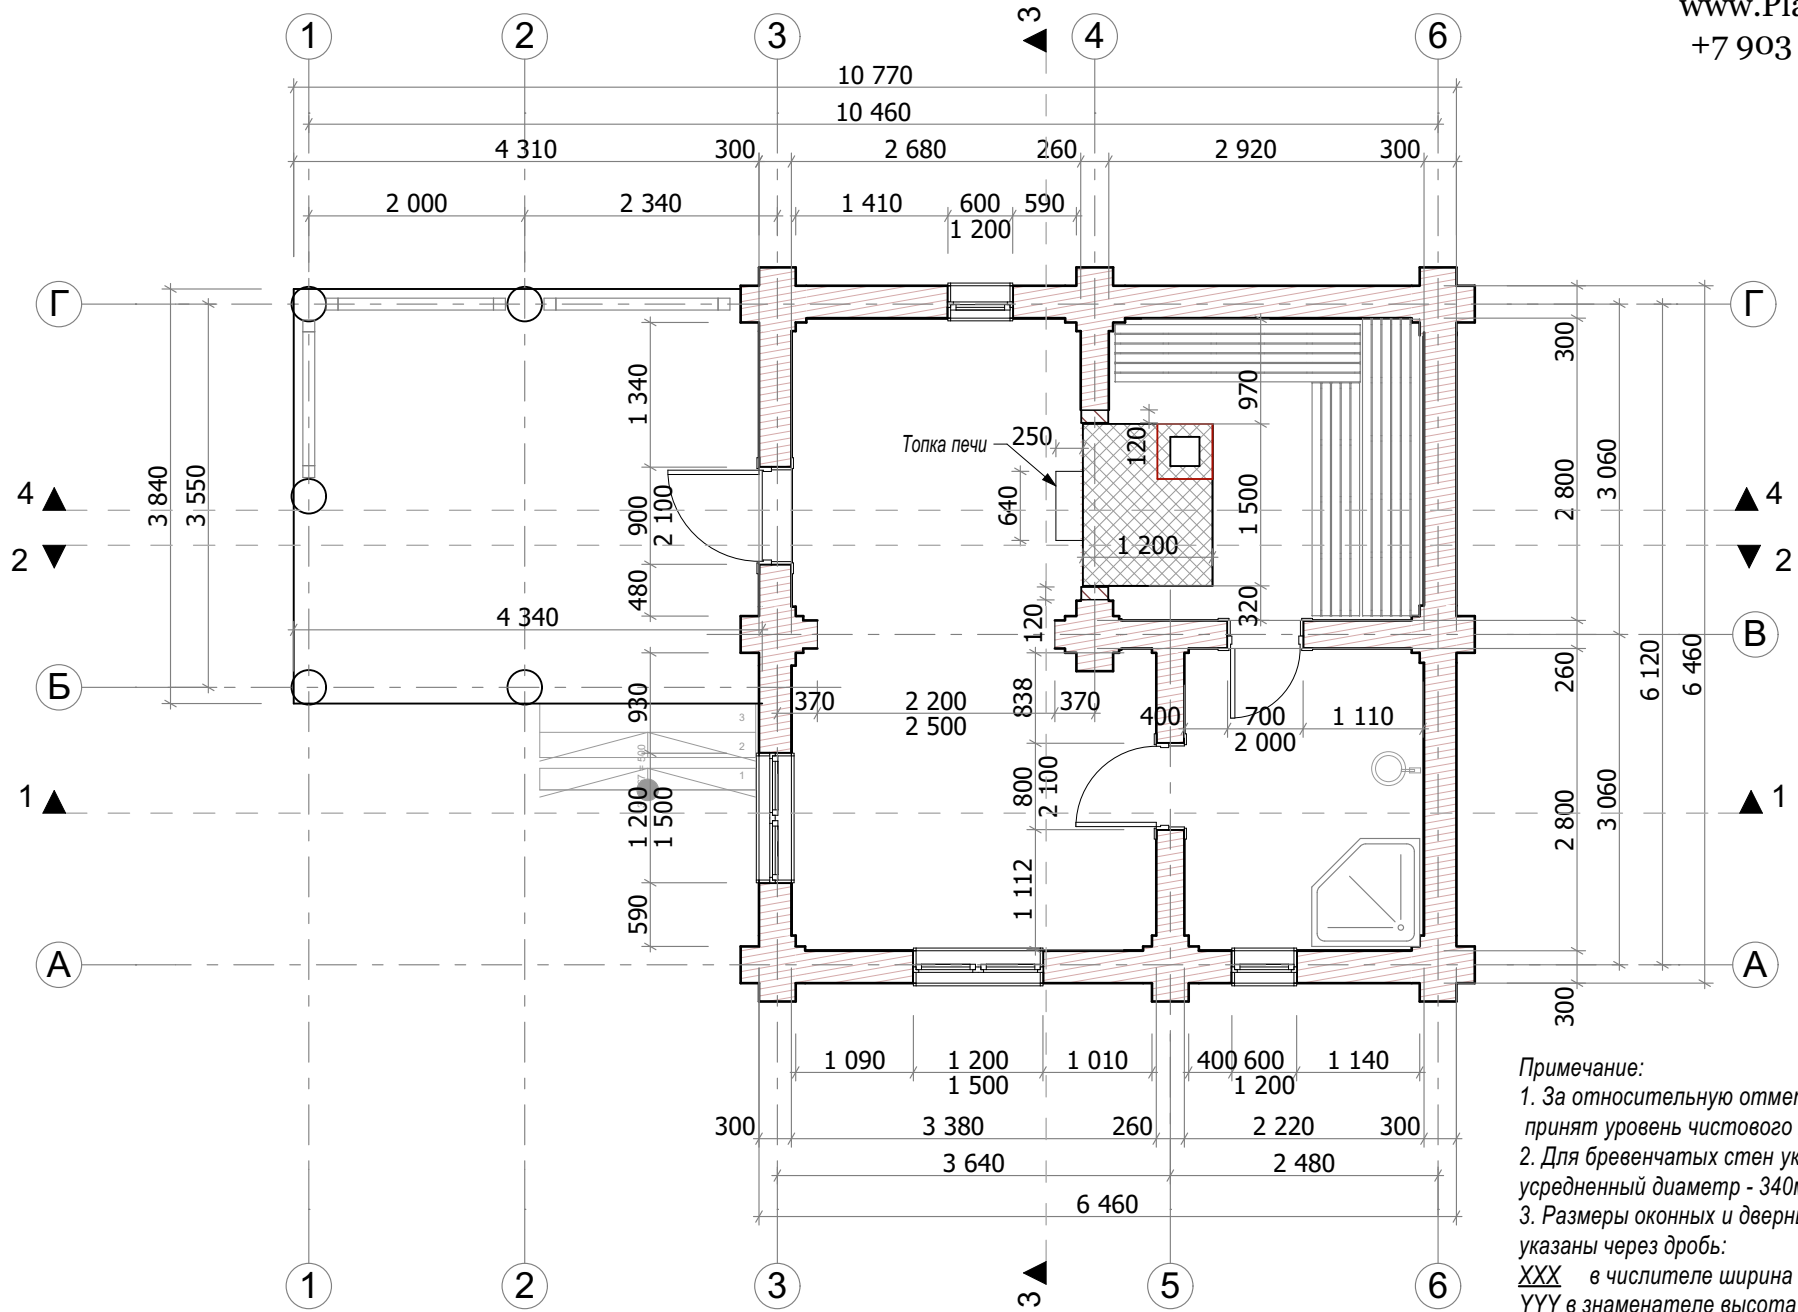 www.Pla
+7 903
1 2 3 3 4 6
10 770
10 460
4 310 300 2 680 260 2 920 300
2 000 2 340 1 410 600 590
1 200
Г Г
300
1 340
970
Топка печи 250
120
3 060
2 800
3 840
3 550
4 4
900
2 100
640
1 500
1 200
2 2
480
320
4 340
120
В
Б
6 120
6 460
260
930
370 2 200 370
2 500
838
400 700 1 110
2 000
3
2
1
1 1
1 200
1 500
800
2 100
2 800
3 060
590
1 112
А А
300
1 090 1 200 1 010 400 600 1 140
1 500 1 200
300 3 380 260 2 220 300
3 640 2 480
6 460
1 2 3 3 5 6
Примечание:
1. За относительную отме
принят уровень чистового
2. Для бревенчатых стен ук
усредненный диаметр - 340м
3. Размеры оконных и дверн
указаны через дробь:
XXX в числителе ширина
YYY в знаменателе высота